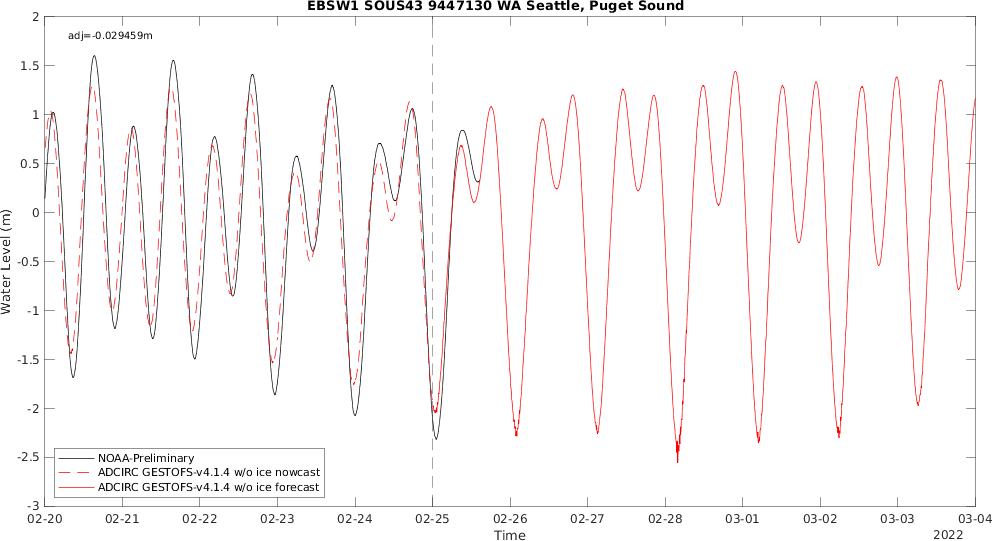 EBSW1 SOUS43 9447130 WA Seattle, Puget Sound
adj=-0.029459m
2
1.5
1
0.5
0
-0.5
-1
-1.5
-2
-2.5
-3
Water Level (m)
NOAA-Preliminary
ADCIRC GESTOFS-v4.1.4 w/o ice nowcast
ADCIRC GESTOFS-v4.1.4 w/o ice forecast
02-20 02-21 02-22 02-23 02-24 02-25 02-26 02-27 02-28 03-01 03-02 03-03 03-04
Time
2022